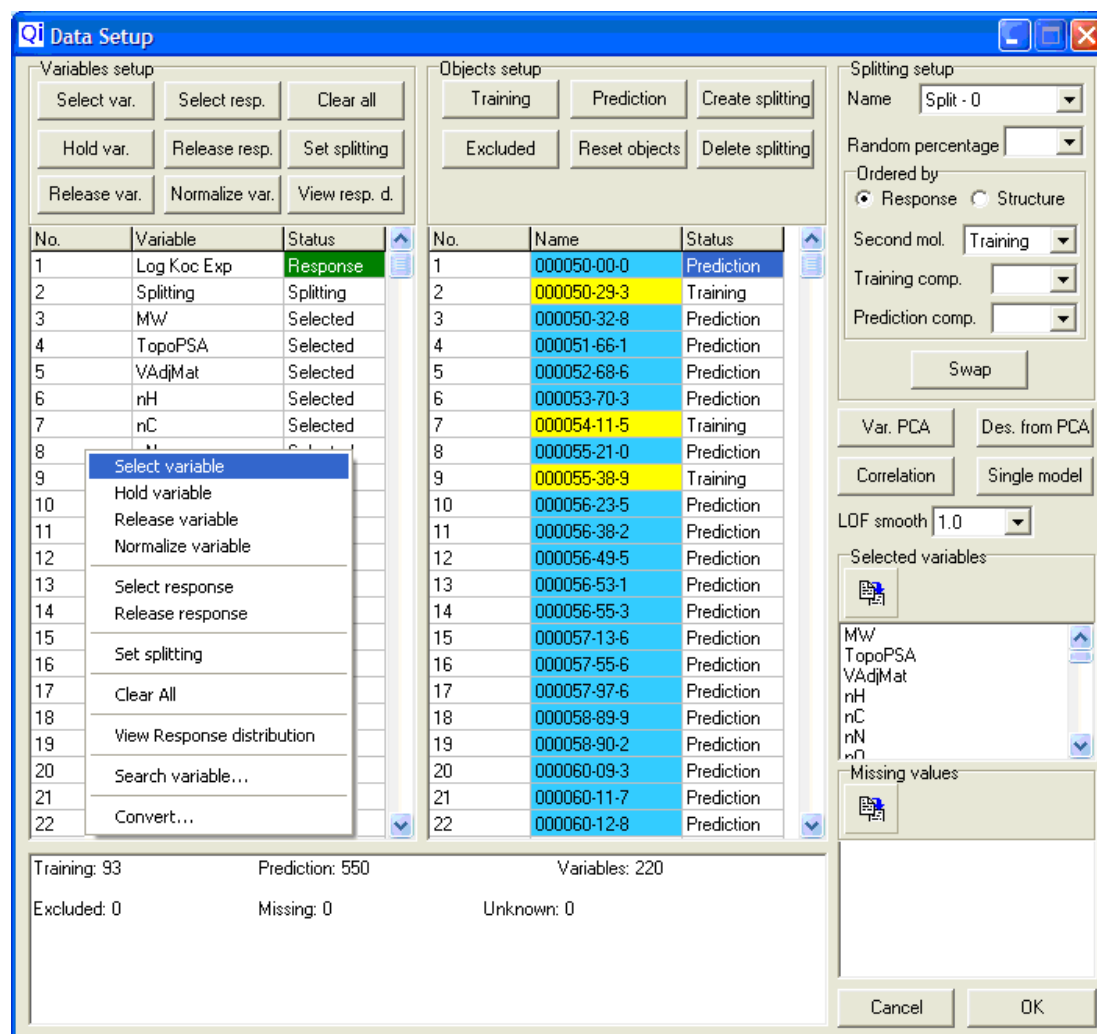 Qi Data Setup
Variables setup
Select var. Select resp. Clear all
Hold var. Release resp. Set splitting
Release var. Normalize var. View resp. d.
No. Variable Status
1 Log Koc Exp Response
2 Splitting Splitting
3 MW Selected
4 TopoPSA Selected
5 VAdjMat Selected
6 nH Selected
7 nC Selected
8
9
10
11
12
13
14
15
16
17
18
19
20
21
22
Select variable
Hold variable
Release variable
Normalize variable
Select response
Release response
Set splitting
Clear All
View Response distribution
Search variable...
Convert...
Objects setup
Training Prediction Create splitting
Excluded Reset objects Delete splitting
No. Name Status
1 000050-00-0 Prediction
2 000050-29-3 Training
3 000050-32-8 Prediction
4 000051-66-1 Prediction
5 000052-68-6 Prediction
6 000053-70-3 Prediction
7 000054-11-5 Training
8 000055-21-0 Prediction
9 000055-38-9 Training
10 000056-23-5 Prediction
11 000056-38-2 Prediction
12 000056-49-5 Prediction
13 000056-53-1 Prediction
14 000056-55-3 Prediction
15 000057-13-6 Prediction
16 000057-55-6 Prediction
17 000057-97-6 Prediction
18 000058-89-9 Prediction
19 000058-90-2 Prediction
20 000060-09-3 Prediction
21 000060-11-7 Prediction
22 000060-12-8 Prediction
Splitting setup
Name Split - 0
Random percentage
Ordered by
Response Structure
Second mol. Training
Training comp.
Prediction comp.
Swap
Var. PCA Des. from PCA
Correlation Single model
LOF smooth 1.0
Selected variables
MW
TopoPSA
VAdjMat
nH
nC
nN
Missing values
Training: 93 Prediction: 550 Variables: 220
Excluded: 0 Missing: 0 Unknown: 0
Cancel OK